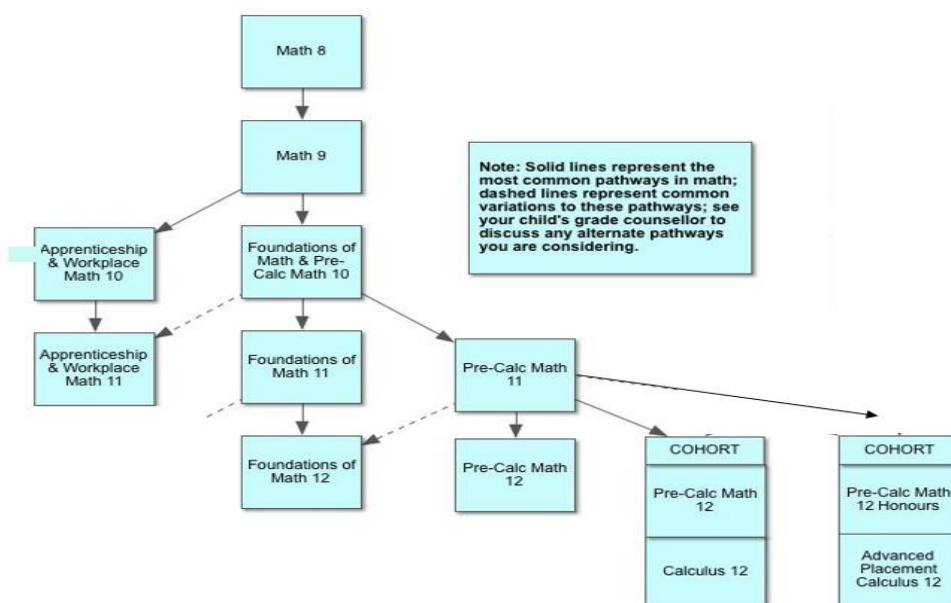 Math 8
Math 9
Note: Solid lines represent the
most common pathways in math;
dashed lines represent common
variations to these pathways; see
your child's grade counsellor to
discuss any alternate pathways
you are considering.
Apprenticeship
& Workplace
Math 10
Foundations of
Math & Pre-
Calc Math 10
Apprenticeship
& Workplace
Math 11
Foundations of
Math 11
Pre-Calc Math
11
Foundations of
Math 12
Pre-Calc Math
12
COHORT
Pre-Calc Math
12
Calculus 12
COHORT
Pre-Calc Math
12 Honours
Advanced
Placement
Calculus 12